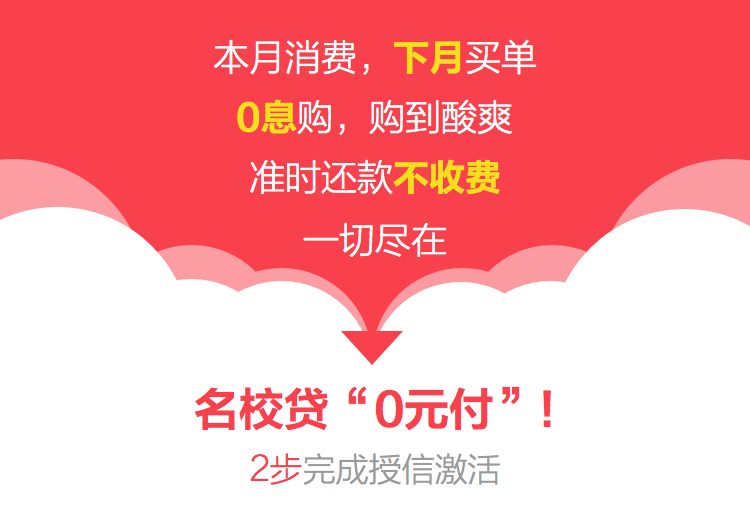 本月消费，下月买单
0息购，购到酸爽
准时还款不收费
一切尽在
名校贷“0元付”！
2步完成授信激活